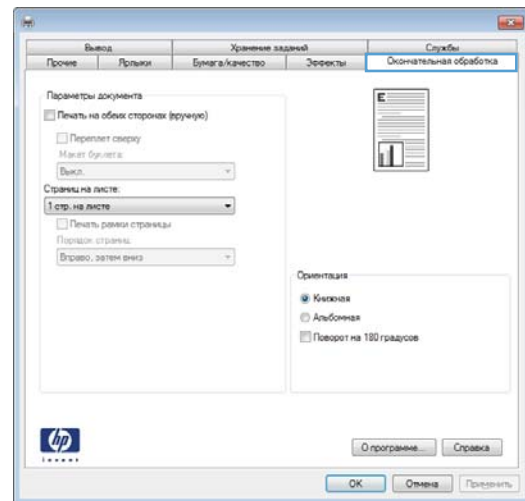 Вывод Хранение заданий Службы
Прочие Ярлыки Бумага/качество Эффекты Окончательная обработка
Параметры документа
Печать на обеих сторонах (вручную)
Переплет сверху
Макет буклета:
Выкл.
Страниц на листе:
1 стр. на листе
Печать рамки страницы
Порядок страниц:
Вправо, затем вниз
E
Ориентация
Книжная
Альбомная
Поворот на 180 градусов
hp
invent
О программе... Справка
OK Отмена Применить